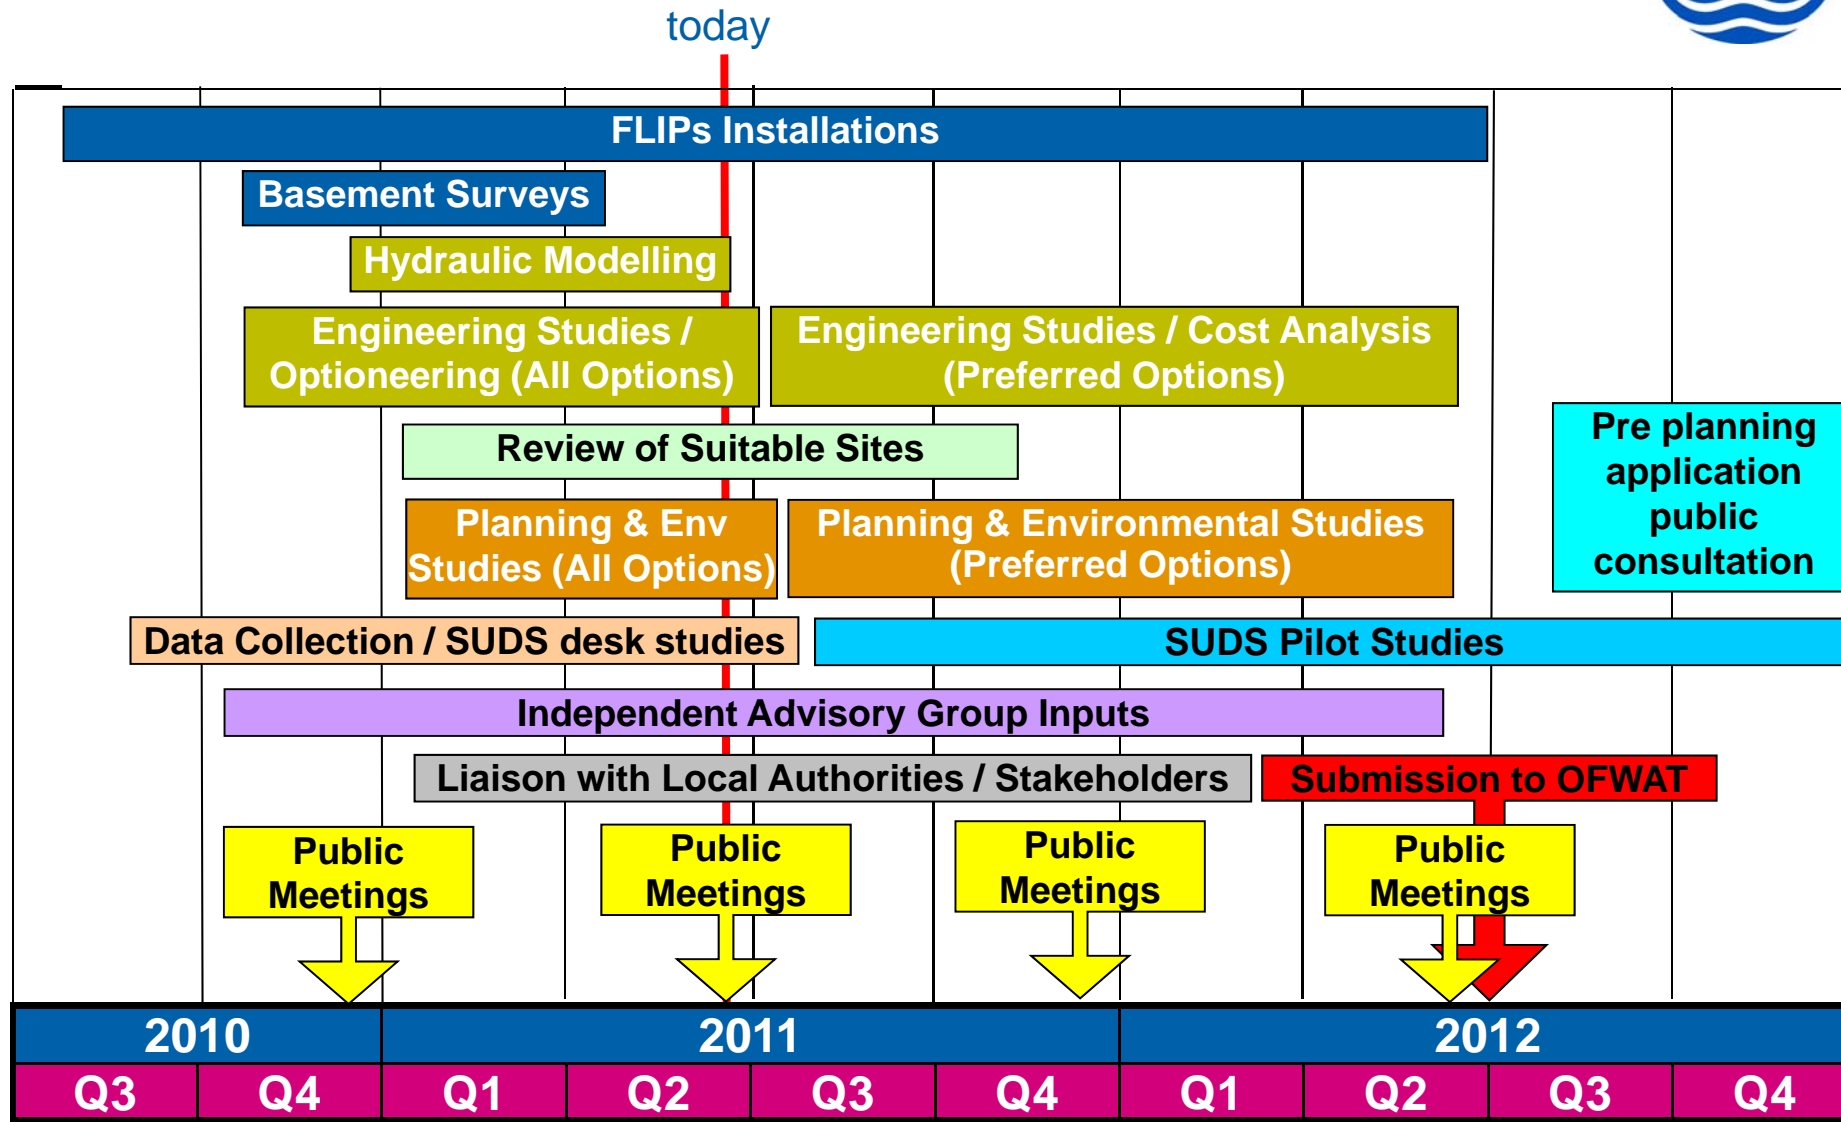 today
FLIPs Installations
Basement Surveys
Hydraulic Modelling
Engineering Studies /
Optioneering (All Options)
Engineering Studies / Cost Analysis
(Preferred Options)
Pre planning
application
public
consultation
Review of Suitable Sites
Planning & Env
Studies (All Options)
Planning & Environmental Studies
(Preferred Options)
Data Collection / SUDS desk studies
SUDS Pilot Studies
Independent Advisory Group Inputs
Liaison with Local Authorities / Stakeholders
Submission to OFWAT
Public
Meetings
Public
Meetings
Public
Meetings
Public
Meetings
2010 2011 2012
Q3 Q4 Q1 Q2 Q3 Q4 Q1 Q2 Q3 Q4